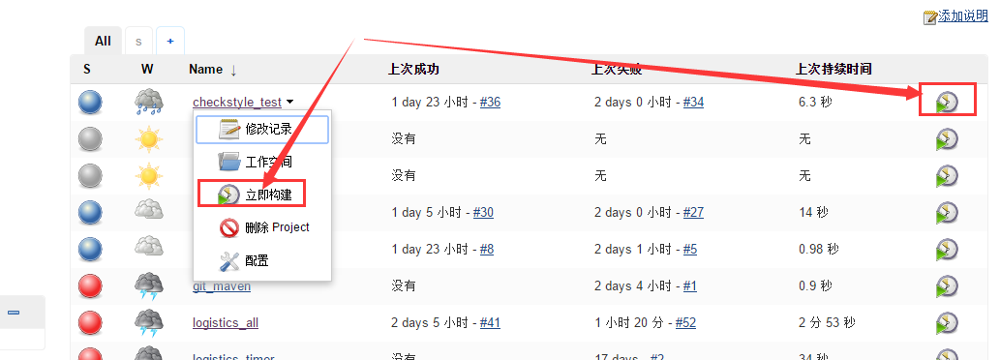 添加说明
All s +
S W Name ↓ 上次成功 上次失败 上次持续时间
checkstyle_test 1 day 23 小时 - #36 2 days 0 小时 - #34 6.3 秒
修改记录 没有 无 无
工作空间 没有 无 无
立即构建 1 day 5 小时 - #30 2 days 0 小时 - #27 14 秒
删除 Project
1 day 23 小时 - #8 2 days 1 小时 - #5 0.98 秒
配置
git_maven 没有 2 days 4 小时 - #1 0.9 秒
logistics_all 2 days 5 小时 - #41 1 小时 20 分 - #52 2 分 53 秒
logistics_timer 没有 17 days - #2 34 秒